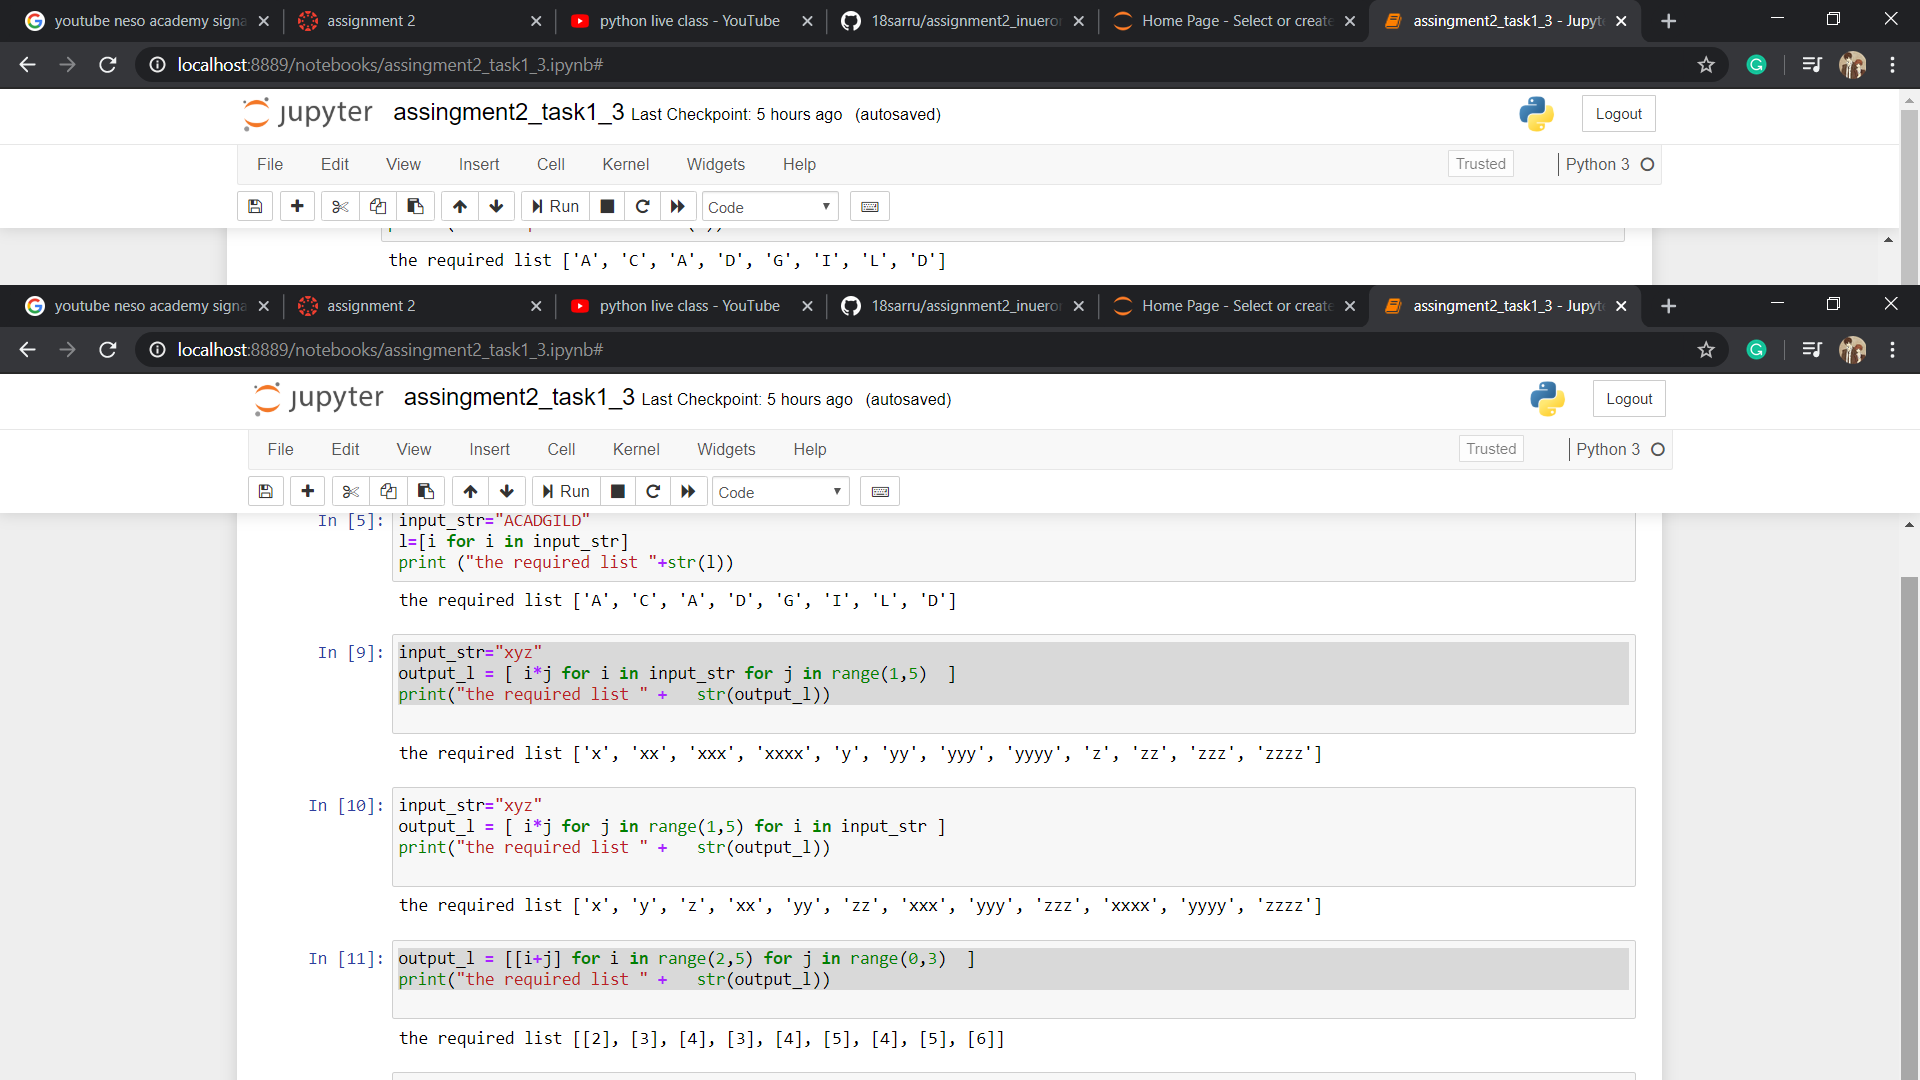 youtube neso academy signa
assignment 2
python live class - YouTube
18sarru/assignment2_inueror
Home Page - Select or create
assingment2_task1_3 - Jupyt
localhost:8889/notebooks/assingment2_task1_3.ipynb#
jupyter assingment2_task1_3 Last Checkpoint: 5 hours ago (autosaved)
Logout
File Edit View Insert Cell Kernel Widgets Help
Trusted
Python 3
Run
Code
the required list ['A', 'C', 'A', 'D', 'G', 'I', 'L', 'D']
youtube neso academy signa
assignment 2
python live class - YouTube
18sarru/assignment2_inueror
Home Page - Select or create
assingment2_task1_3 - Jupyt
localhost:8889/notebooks/assingment2_task1_3.ipynb#
jupyter assingment2_task1_3 Last Checkpoint: 5 hours ago (autosaved)
Logout
File Edit View Insert Cell Kernel Widgets Help
Trusted
Python 3
Run
Code
In [5]: input_str="ACADGILD"
l=[i for i in input_str]
print ("the required list "+str(l))
the required list ['A', 'C', 'A', 'D', 'G', 'I', 'L', 'D']
In [9]: input_str="xyz"
output_l = [ i*j for i in input_str for j in range(1,5)  ]
print("the required list " +   str(output_l))
the required list ['x', 'xx', 'xxx', 'xxxx', 'y', 'yy', 'yyy', 'yyyy', 'z', 'zz', 'zzz', 'zzzz']
In [10]: input_str="xyz"
output_l = [ i*j for j in range(1,5) for i in input_str ]
print("the required list " +   str(output_l))
the required list ['x', 'y', 'z', 'xx', 'yy', 'zz', 'xxx', 'yyy', 'zzz', 'xxxx', 'yyyy', 'zzzz']
In [11]: output_l = [[i+j] for i in range(2,5) for j in range(0,3)  ]
print("the required list " +   str(output_l))
the required list [[2], [3], [4], [3], [4], [5], [4], [5], [6]]